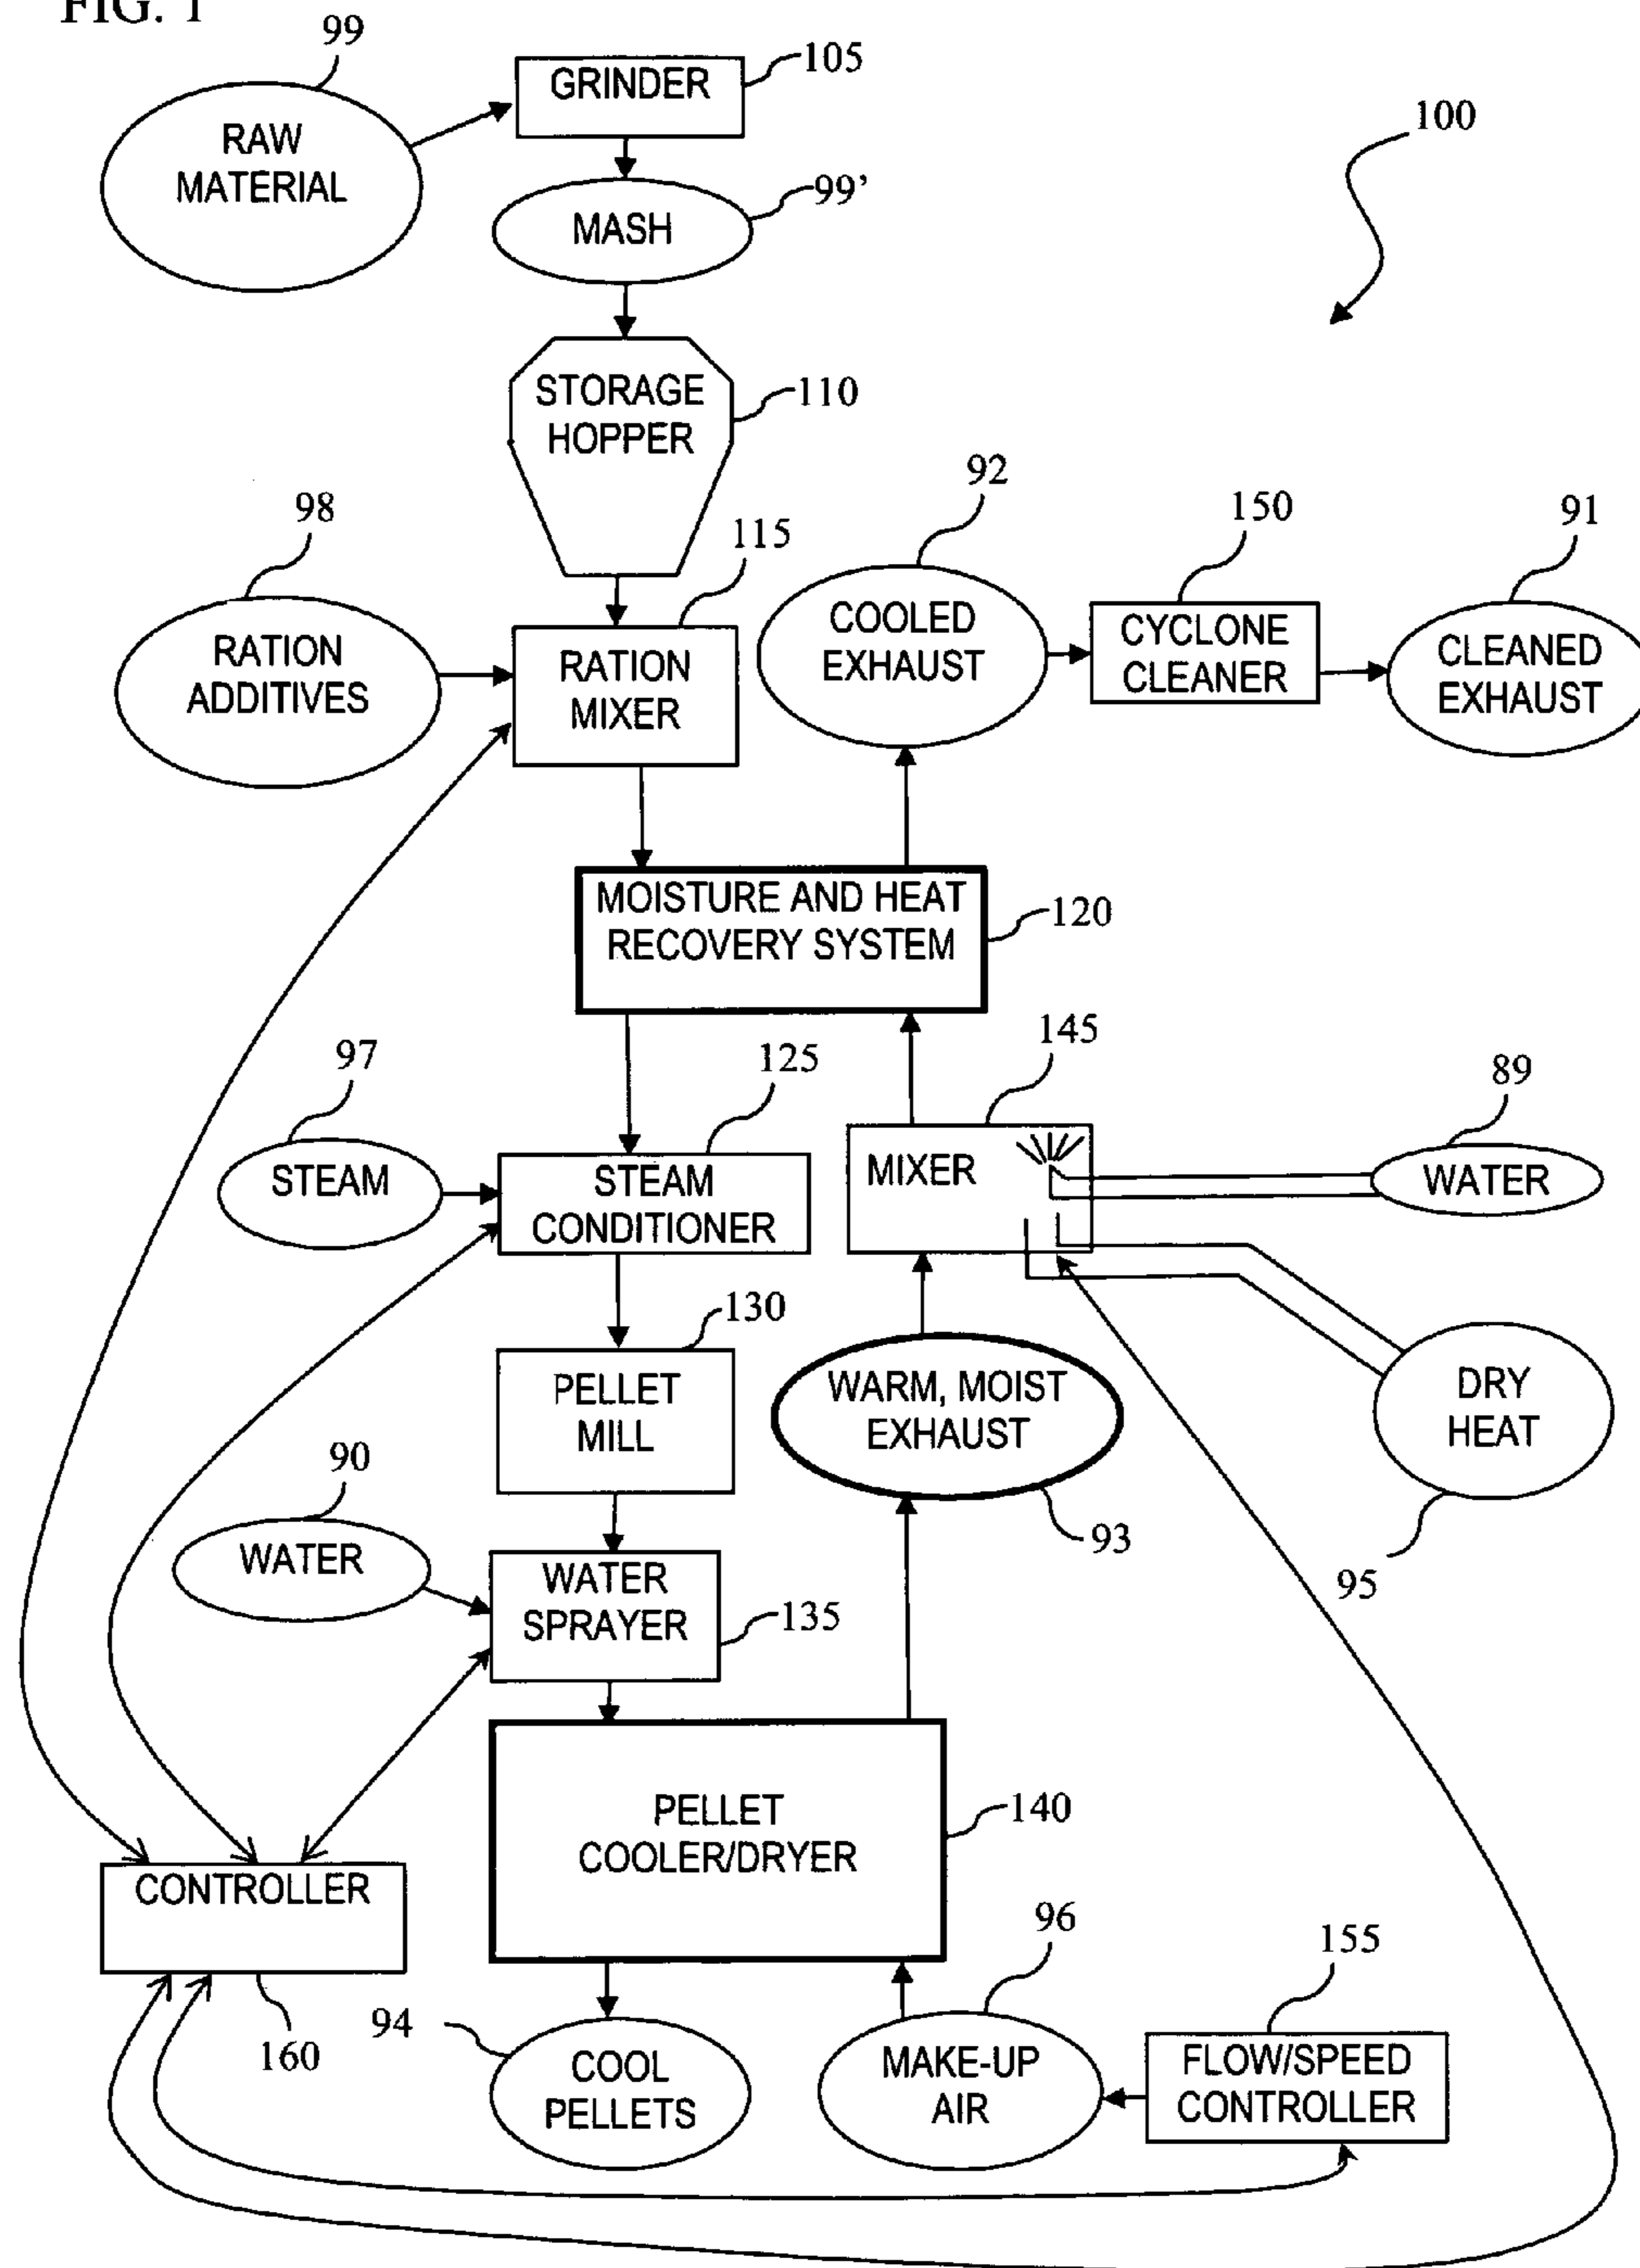 FIG. 1
99
105
GRINDER
100
RAW
MATERIAL
99’
MASH
STORAGE
HOPPER
110
92
98
115
150
91
COOLED
EXHAUST
CYCLONE
CLEANER
CLEANED
EXHAUST
RATION
ADDITIVES
RATION
MIXER
MOISTURE AND HEAT
RECOVERY SYSTEM
120
145
97
125
89
MIXER
WATER
STEAM
STEAM
CONDITIONER
130
PELLET
MILL
WARM, MOIST
EXHAUST
DRY
HEAT
90
93
95
WATER
WATER
SPRAYER
135
PELLET
COOLER/DRYER
140
CONTROLLER
96
155
94
160
COOL
PELLETS
MAKE-UP
AIR
FLOW/SPEED
CONTROLLER